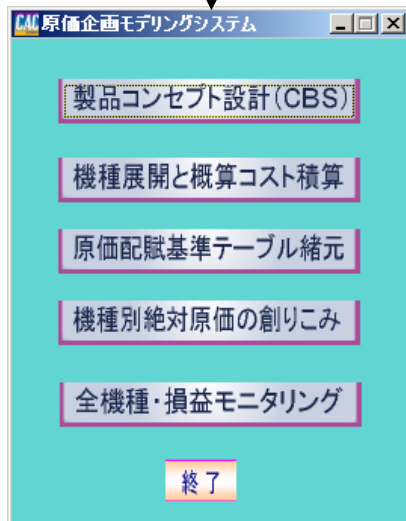 CAC 原価企画モデリングシステム
製品コンセプト設計(CBS)
機種展開と概算コスト積算
原価配賦基準テーブル緒元
機種別絶対原価の創りこみ
全機種・損益モニタリング
終了